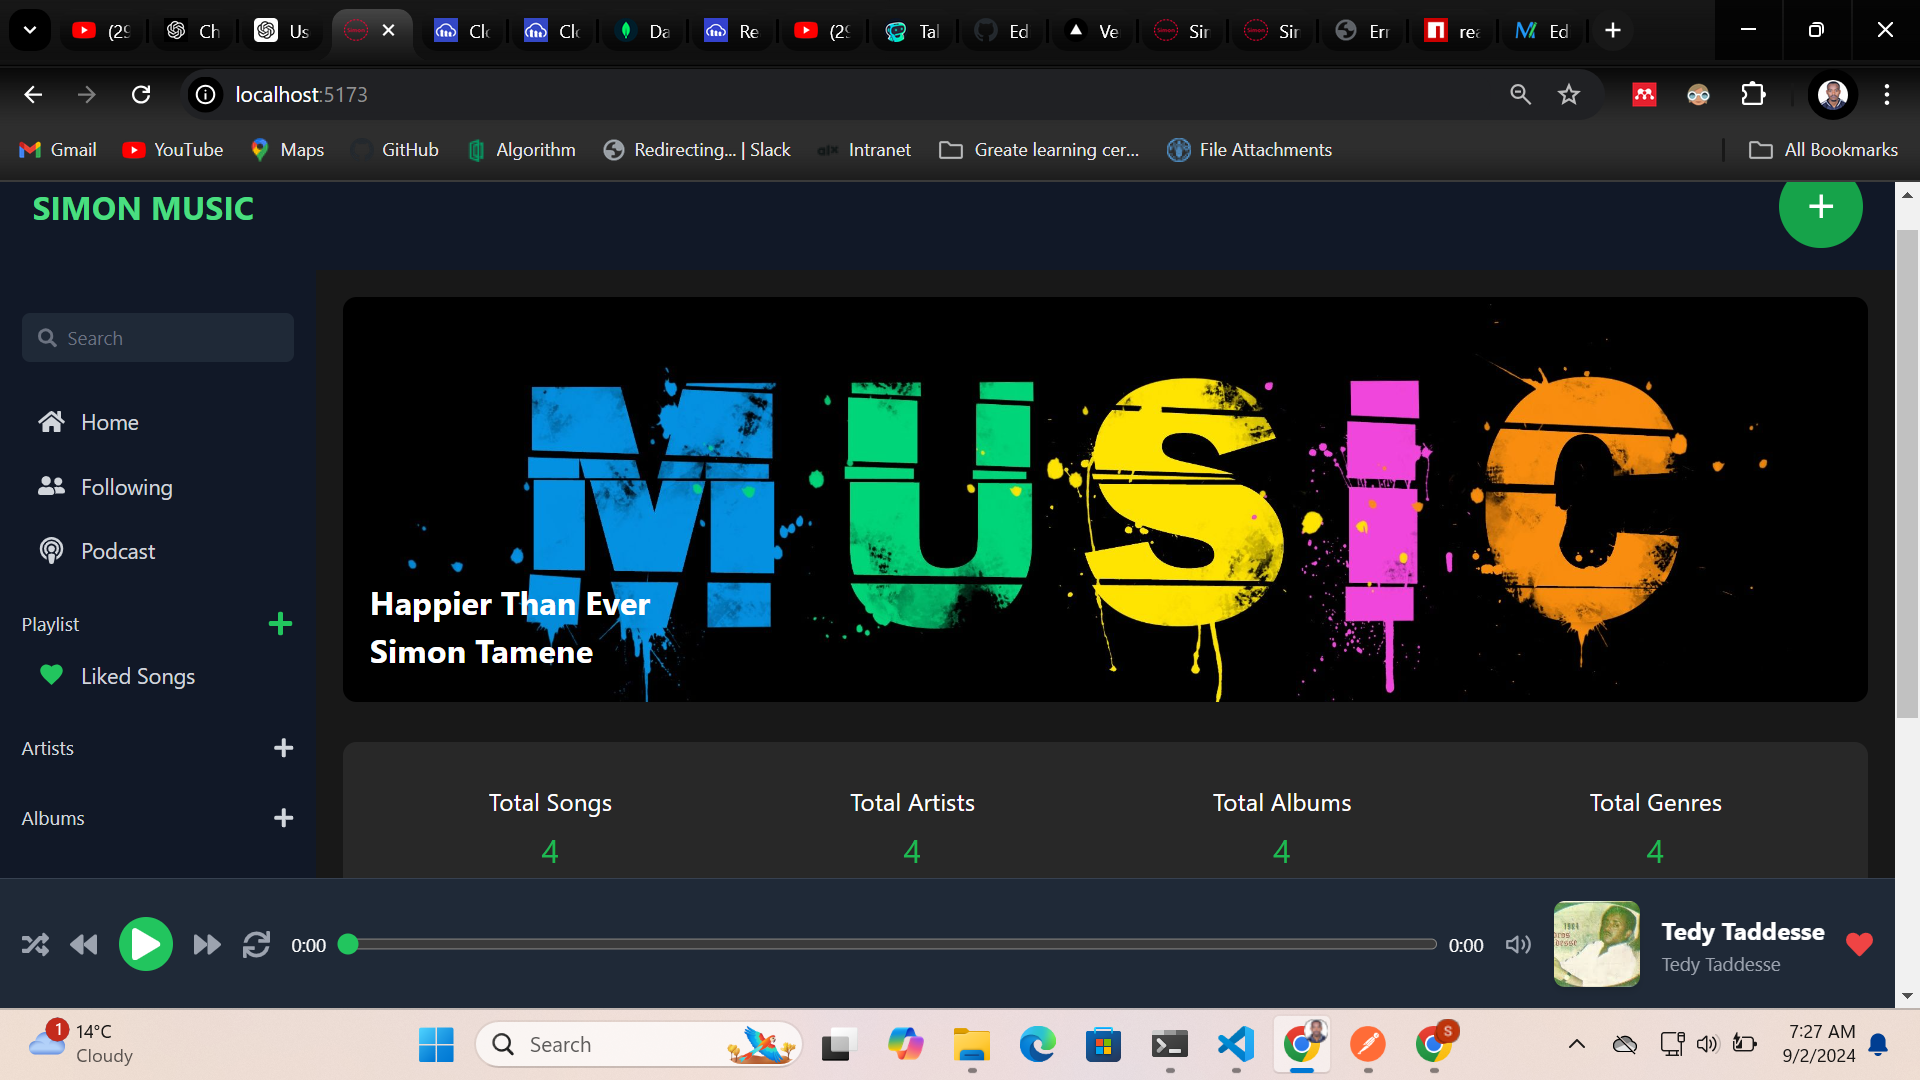 (29
Ch
Us
Clo
Clo
Da
Re
(29
Tal
Ed
Ve
Sir
Sir
Err
rea
Ed
localhost:5173
Gmail
YouTube
Maps
GitHub
Algorithm
Redirecting... | Slack
alx
Intranet
Greate learning cer...
File Attachments
All Bookmarks
SIMON MUSIC
Search
Home
Following
Podcast
Playlist
Liked Songs
Artists
Albums
MUSIC
Happier Than Ever
Simon Tamene
Total Songs
Total Artists
Total Albums
Total Genres
4
4
4
4
0:00
0:00
Tedy Taddesse
Tedy Taddesse
1
14°C
Cloudy
Search
S
7:27 AM
9/2/2024